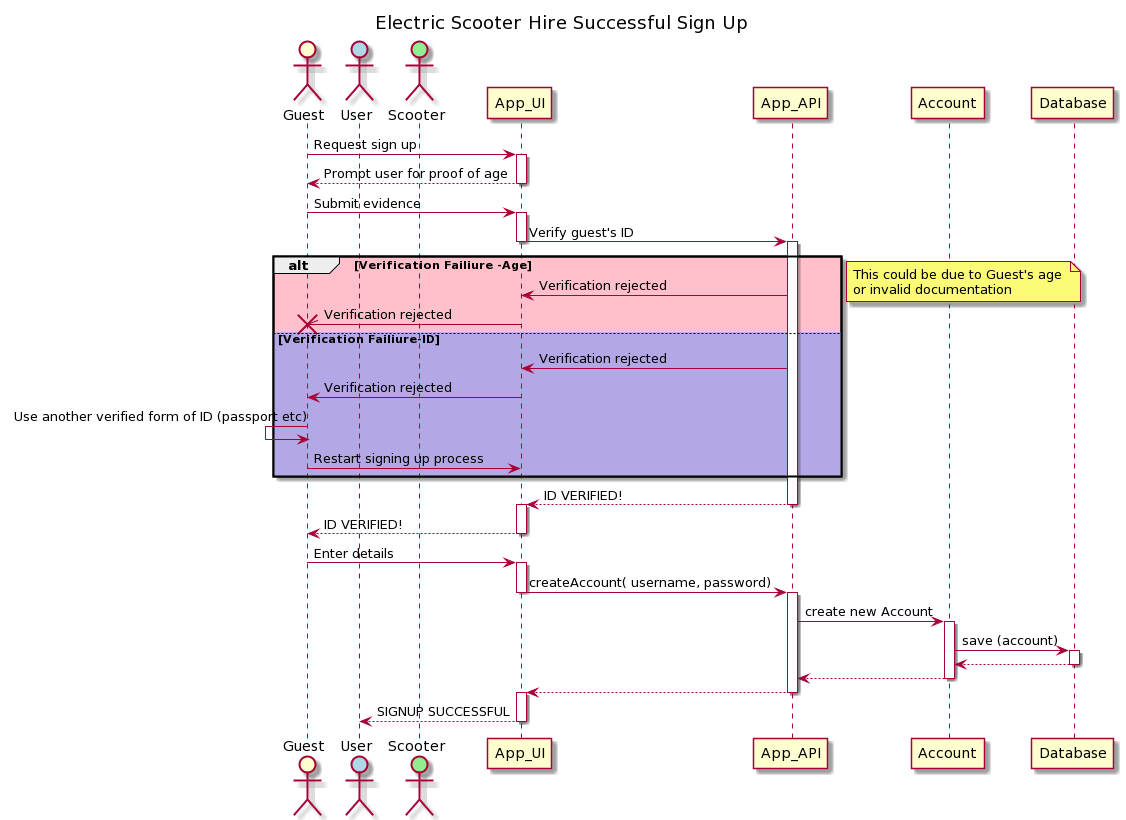 Electric Scooter Hire Successful Sign Up
Guest User Scooter App_UI App_API Account Database
Request sign up
Prompt user for proof of age
Submit evidence
Verify guest's ID
alt [Verification Failiure -Age]
This could be due to Guest's age
or invalid documentation
Verification rejected
Verification rejected
[Verification Failiure-ID]
Verification rejected
Verification rejected
Use another verified form of ID (passport etc)
Restart signing up process
ID VERIFIED!
ID VERIFIED!
Enter details
createAccount( username, password)
create new Account
save (account)
SIGNUP SUCCESSFUL
Guest User Scooter App_UI App_API Account Database